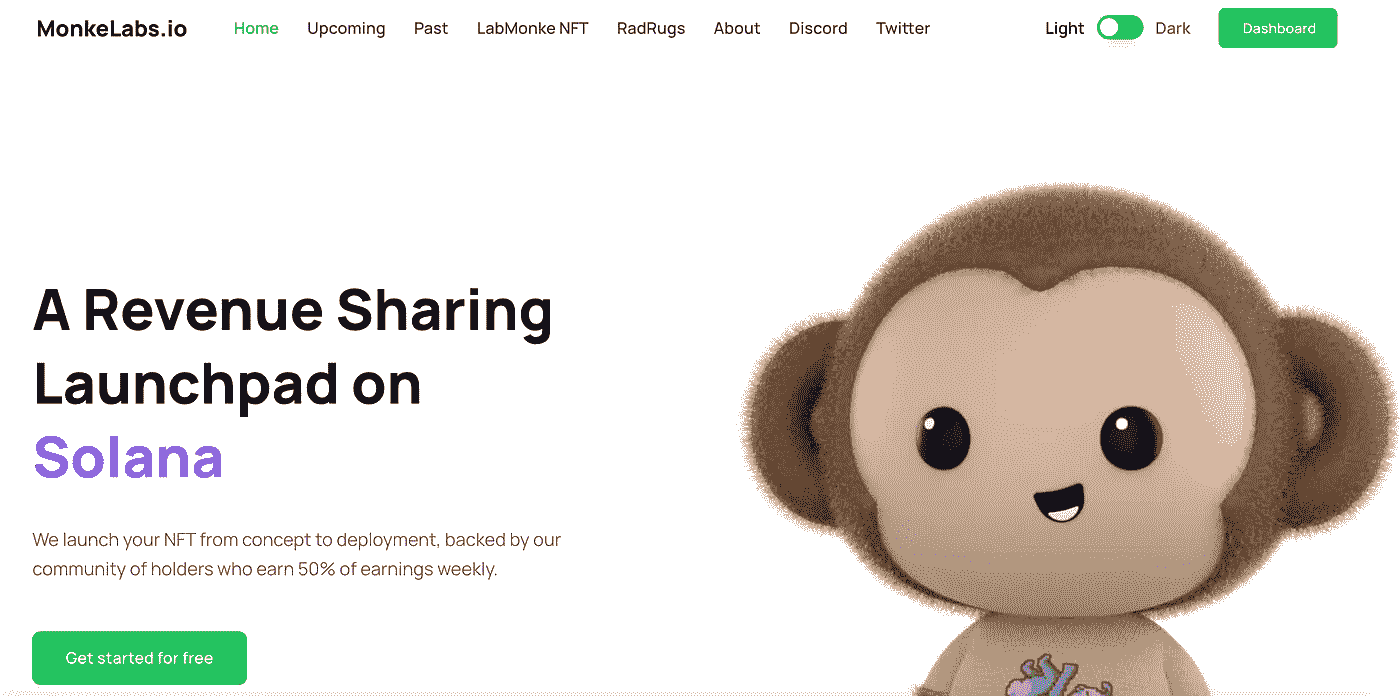 MonkeLabs.io Home Upcoming Past LabMonke NFT RadRugs About Discord Twitter Light Dark Dashboard
A Revenue Sharing
Launchpad on
Solana
We launch your NFT from concept to deployment, backed by our
community of holders who earn 50% of earnings weekly.
Get started for free